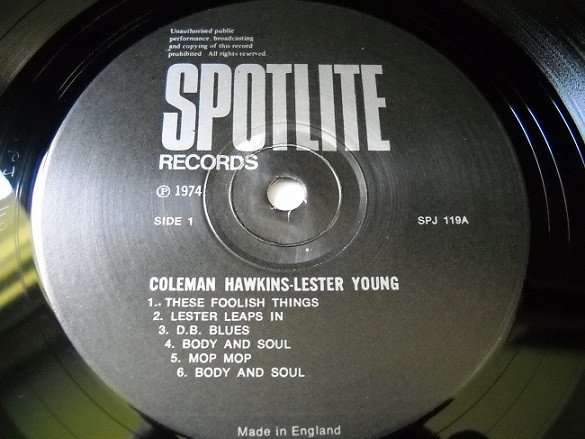 Unauthorised public
performance, broadcasting
and copying of this record
prohibited. All rights reserved.
SPOTLITE
RECORDS
Ⓟ 1974
SIDE 1
SPJ 119A
COLEMAN HAWKINS-LESTER YOUNG
1. THESE FOOLISH THINGS
2. LESTER LEAPS IN
3. D.B. BLUES
4. BODY AND SOUL
5. MOP MOP
6. BODY AND SOUL
Made in England